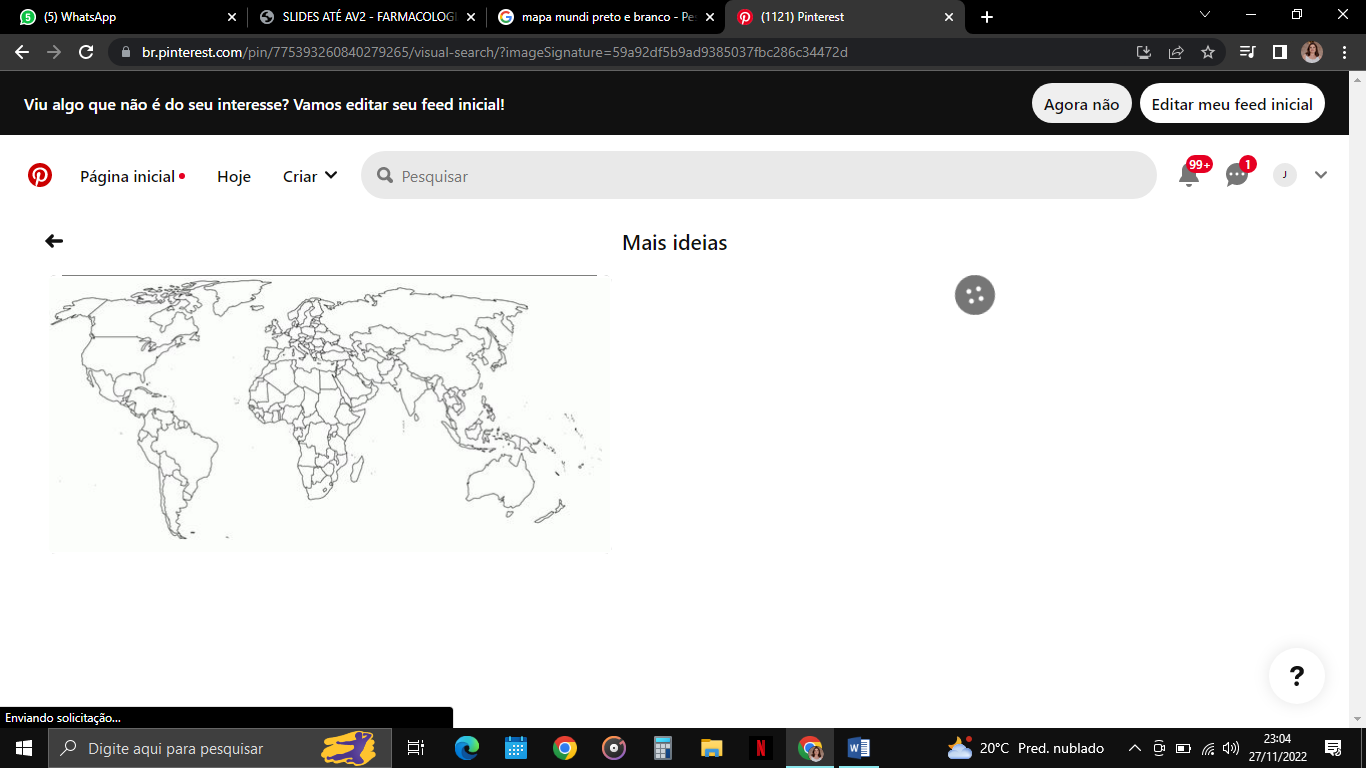 5
(5) WhatsApp
SLIDES ATÉ AV2 - FARMACOLOGI
mapa mundi preto e branco - Pe
(1121) Pinterest
br.pinterest.com/pin/775393260840279265/visual-search/?imageSignature=59a92df5b9ad9385037fbc286c34472d
Viu algo que não é do seu interesse? Vamos editar seu feed inicial!
Agora não
Editar meu feed inicial
Página inicial
Hoje
Criar
Pesquisar
99+
1
J
Mais ideias
?
Enviando solicitação...
Digite aqui para pesquisar
N
W
20°C Pred. nublado
23:04
27/11/2022